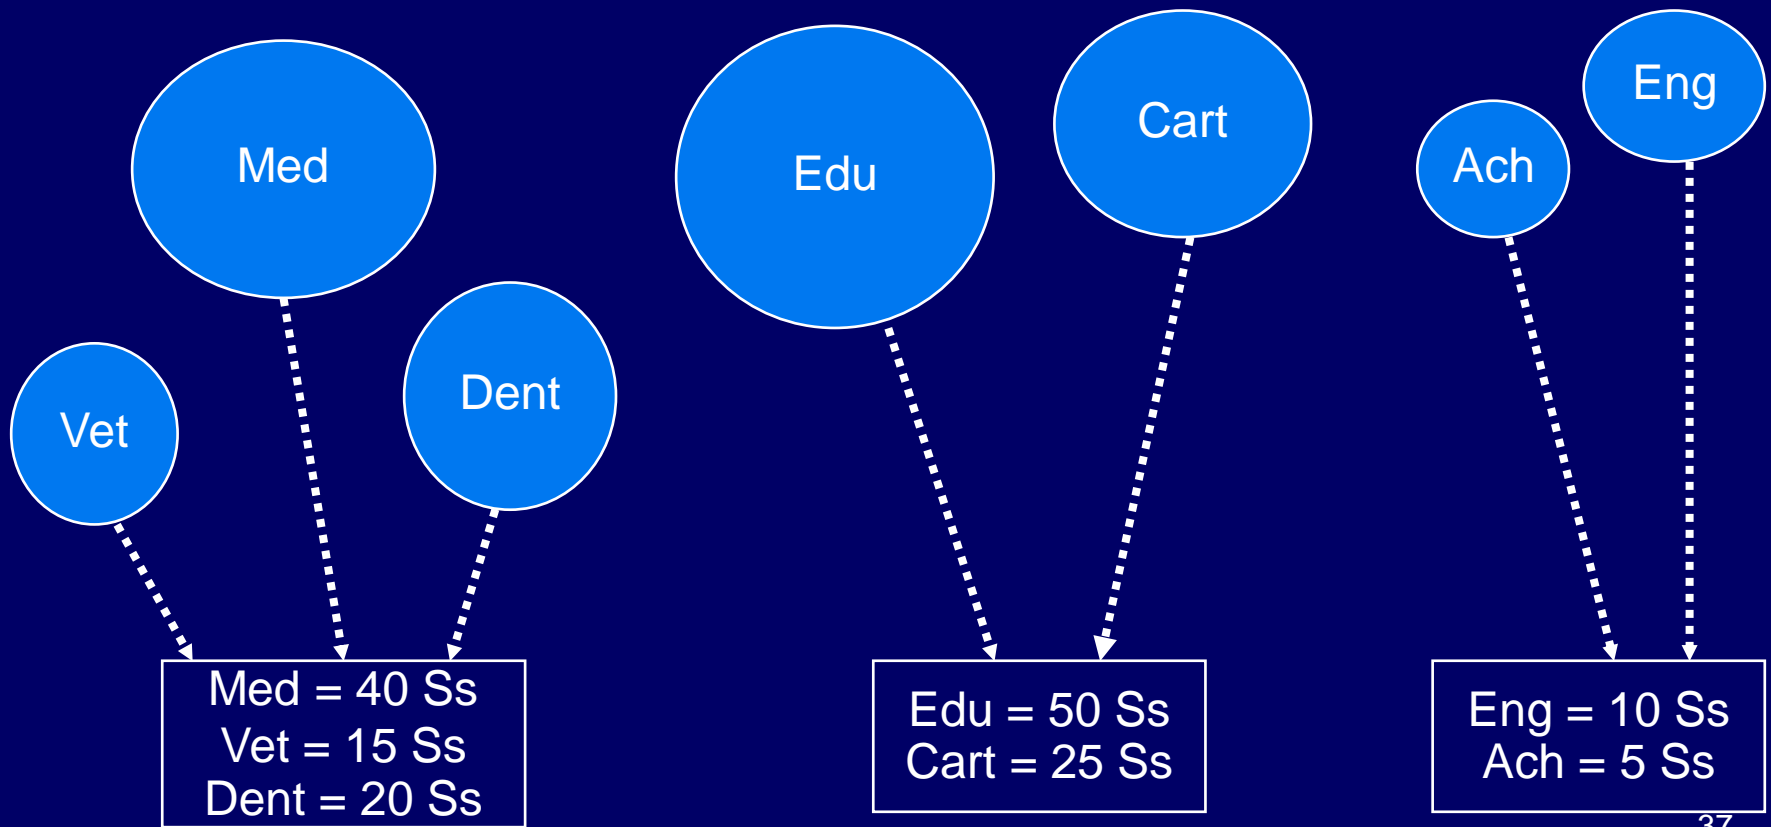 Med
Edu
Cart
Eng
Ach
Vet
Dent
Med = 40 Ss
Vet = 15 Ss
Dent = 20 Ss
Edu = 50 Ss
Cart = 25 Ss
Eng = 10 Ss
Ach = 5 Ss
37